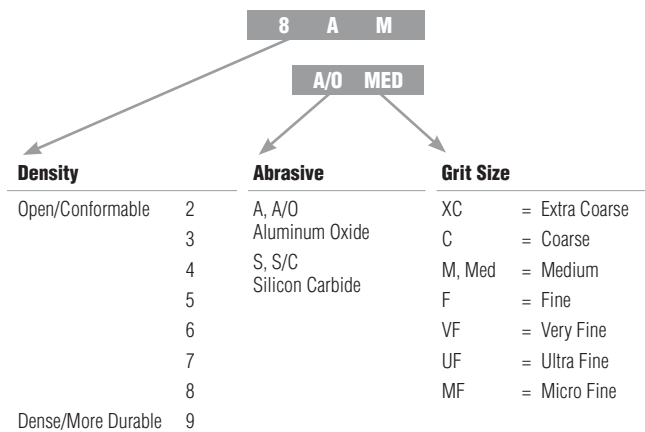 8 A M
A/O MED
Density
Open/Conformable 2
3
4
5
6
7
8
Dense/More Durable 9
Abrasive
A, A/O
Aluminum Oxide
S, S/C
Silicon Carbide
Grit Size
XC = Extra Coarse
C = Coarse
M, Med = Medium
F = Fine
VF = Very Fine
UF = Ultra Fine
MF = Micro Fine